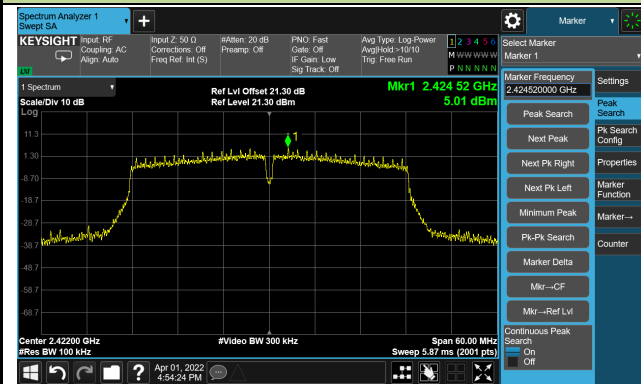 Spectrum Analyzer 1
Swept SA
Marker
KEYSIGHT
Input: RF
Coupling: AC
Align: Auto
Input Z: 50 Ω
Corrections: Off
Freq Ref: Int (S)
#Atten: 20 dB
Preamp: Off
PNO: Fast
Gate: Off
IF Gain: Low
Sig Track: Off
Avg Type: Log-Power
Avg|Hold:>10/10
Trig: Free Run
1 2 3 4 5 6
M W W W W W
P N N N N N
LXI
Select Marker
Marker 1
1 Spectrum
Scale/Div 10 dB
Log
Ref Lvl Offset 21.30 dB
Ref Level 21.30 dBm
Mkr1 2.424 52 GHz
5.01 dBm
1
11.3
1.30
-8.70
-18.7
-28.7
-38.7
-48.7
-58.7
-68.7
Center 2.42200 GHz
#Res BW 100 kHz
#Video BW 300 kHz
Span 60.00 MHz
Sweep 5.87 ms (2001 pts)
Marker Frequency
2.424520000 GHz
Peak Search
Next Peak
Next Pk Right
Next Pk Left
Minimum Peak
Pk-Pk Search
Marker Delta
Mkr→CF
Mkr→Ref Lvl
Continuous Peak
Search
On
Off
Settings
Peak
Search
Pk Search
Config
Properties
Marker
Function
Marker→
Counter
Apr 01, 2022
4:54:24 PM